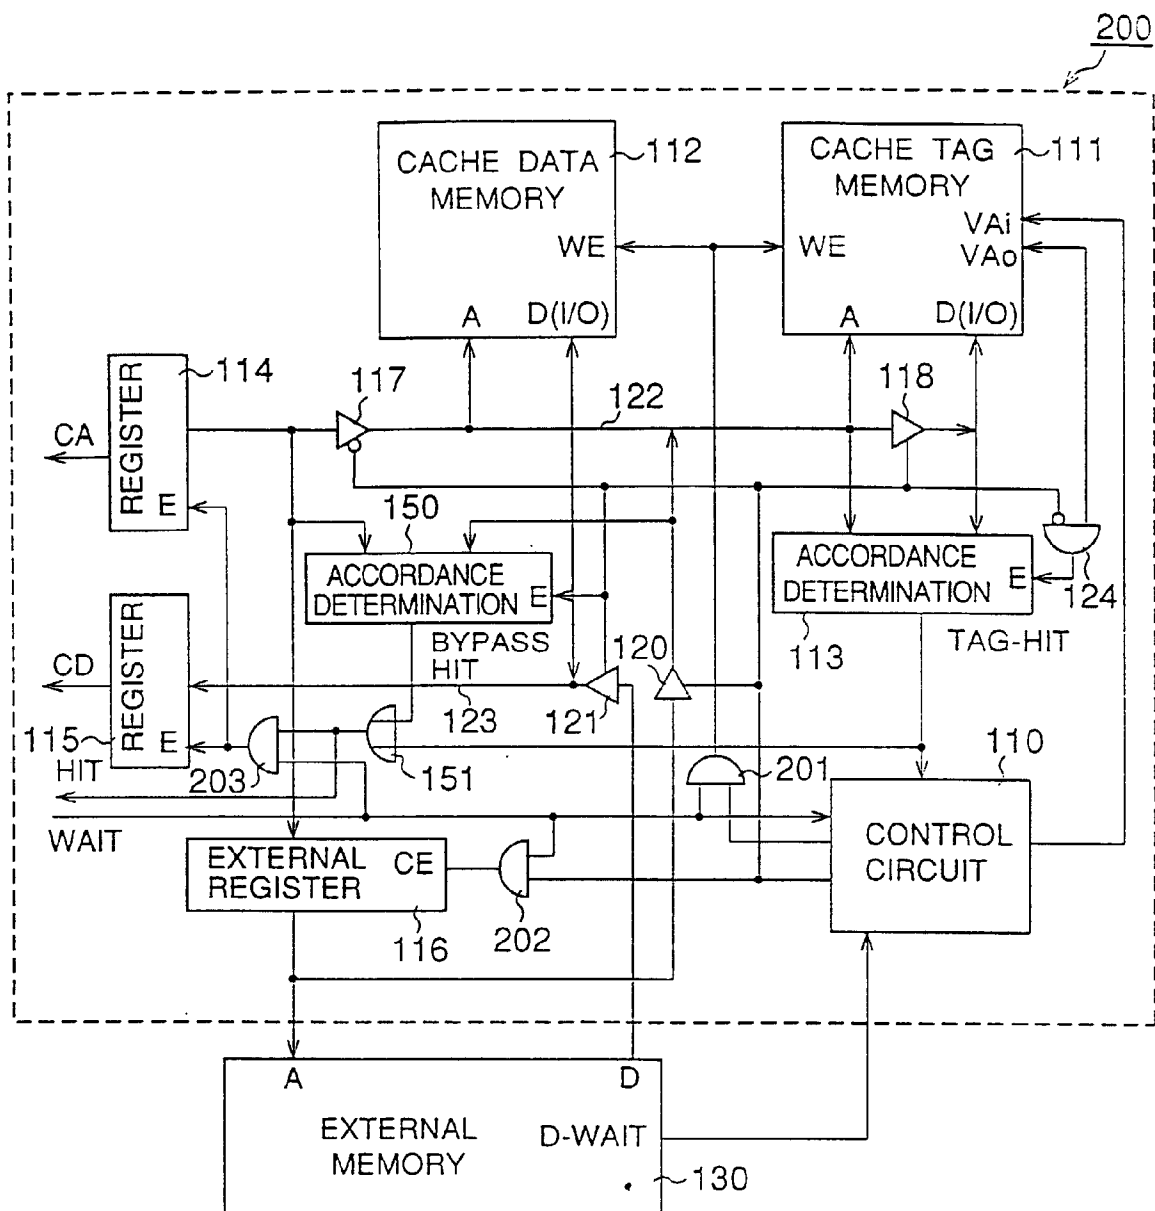 200
CACHE DATA
MEMORY
112
WE
A
D(I/O)
CACHE TAG
MEMORY
111
VAi
VAo
WE
A
D(I/O)
114
REGISTER
CA
E
117
122
118
150
ACCORDANCE
DETERMINATION
E
BYPASS
HIT
ACCORDANCE
DETERMINATION
E
124
113
TAG-HIT
CD
REGISTER
115
E
HIT
123
121
120
203
151
201
110
WAIT
EXTERNAL
REGISTER
CE
116
202
CONTROL
CIRCUIT
A
D
EXTERNAL
MEMORY
D-WAIT
130